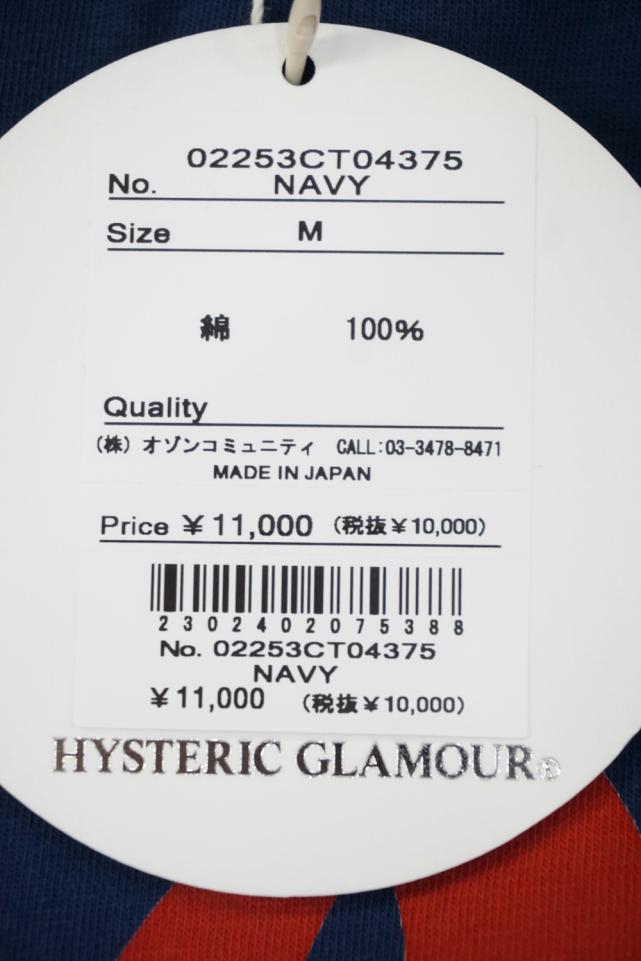 02253CT04375
No. NAVY
Size M
綿 100%
Quality
(株) オゾンコミュニティ CALL:03-3478-8471
MADE IN JAPAN
Price ¥11,000 (税抜¥10,000)
2302402075388
No. 02253CT04375
NAVY
¥11,000 (税抜¥10,000)
HYSTERIC GLAMOUR®